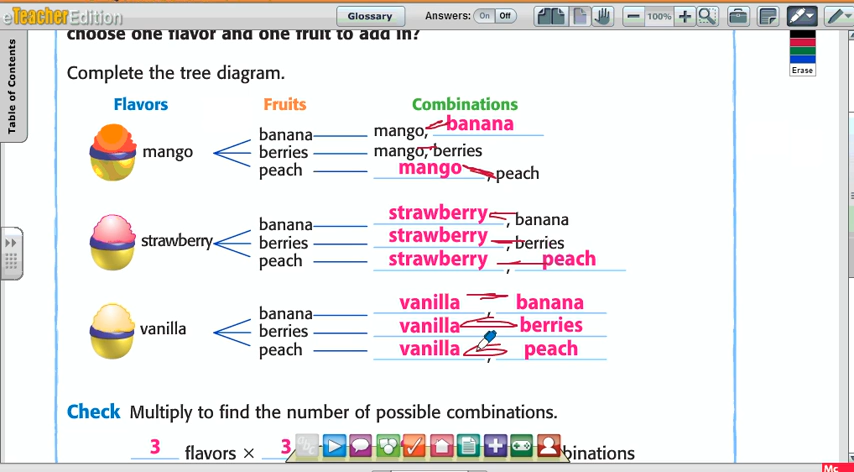 eTeacherEdition Glossary Answers: On Off 100%
choose one flavor and one fruit to add in?
Erase
Table of Contents
Complete the tree diagram.
Flavors Fruits Combinations
banana mango, banana
mango berries mango, berries
peach mango, peach
banana strawberry, banana
strawberry berries strawberry, berries
peach strawberry, peach
banana vanilla, banana
vanilla berries vanilla, berries
peach vanilla, peach
Check Multiply to find the number of possible combinations.
3 flavors × 3 binations
Mc